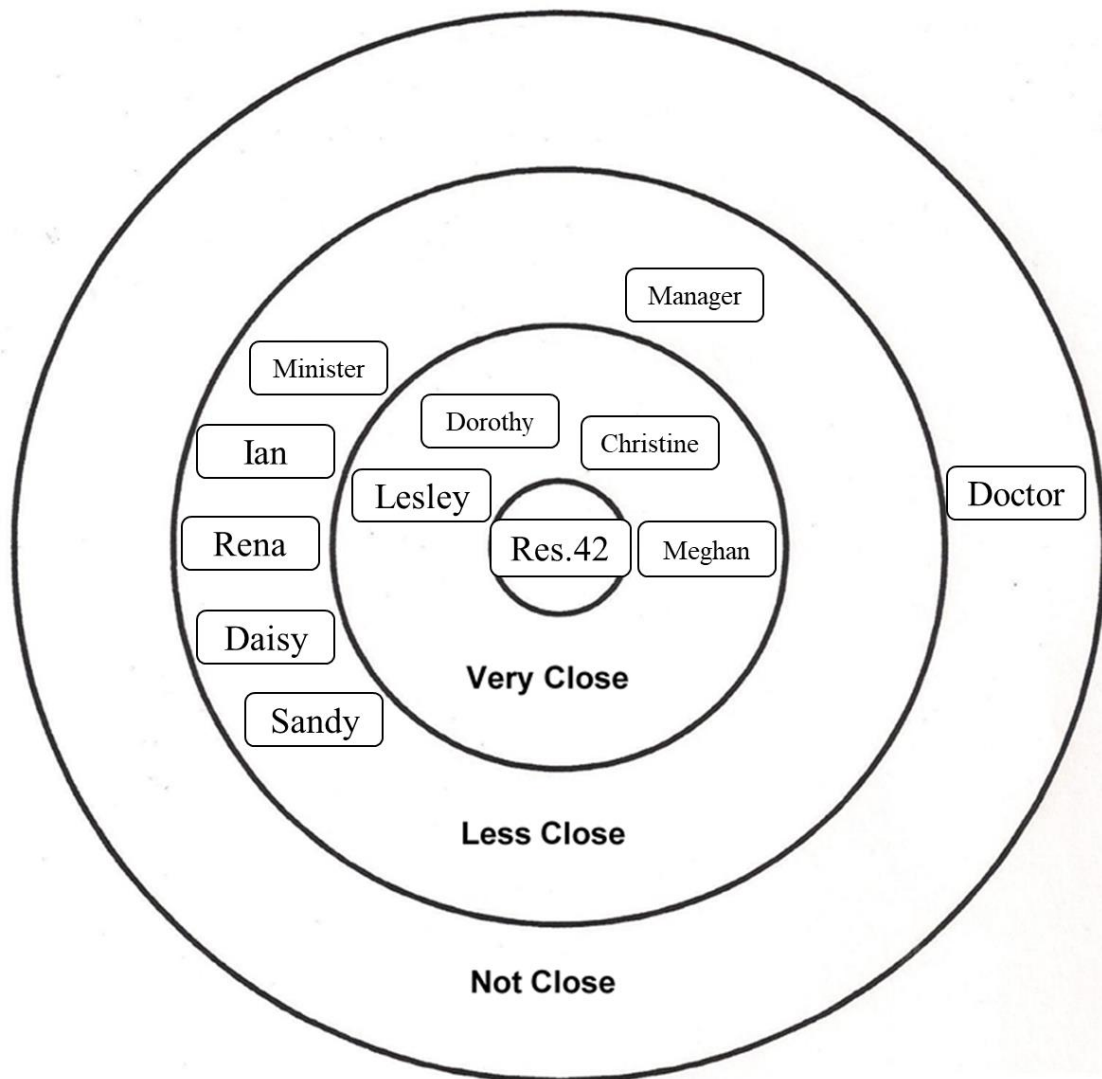 Manager
Minister
Dorothy
Christine
Ian
Lesley
Doctor
Rena
Res.42
Meghan
Daisy
Very Close
Sandy
Less Close
Not Close